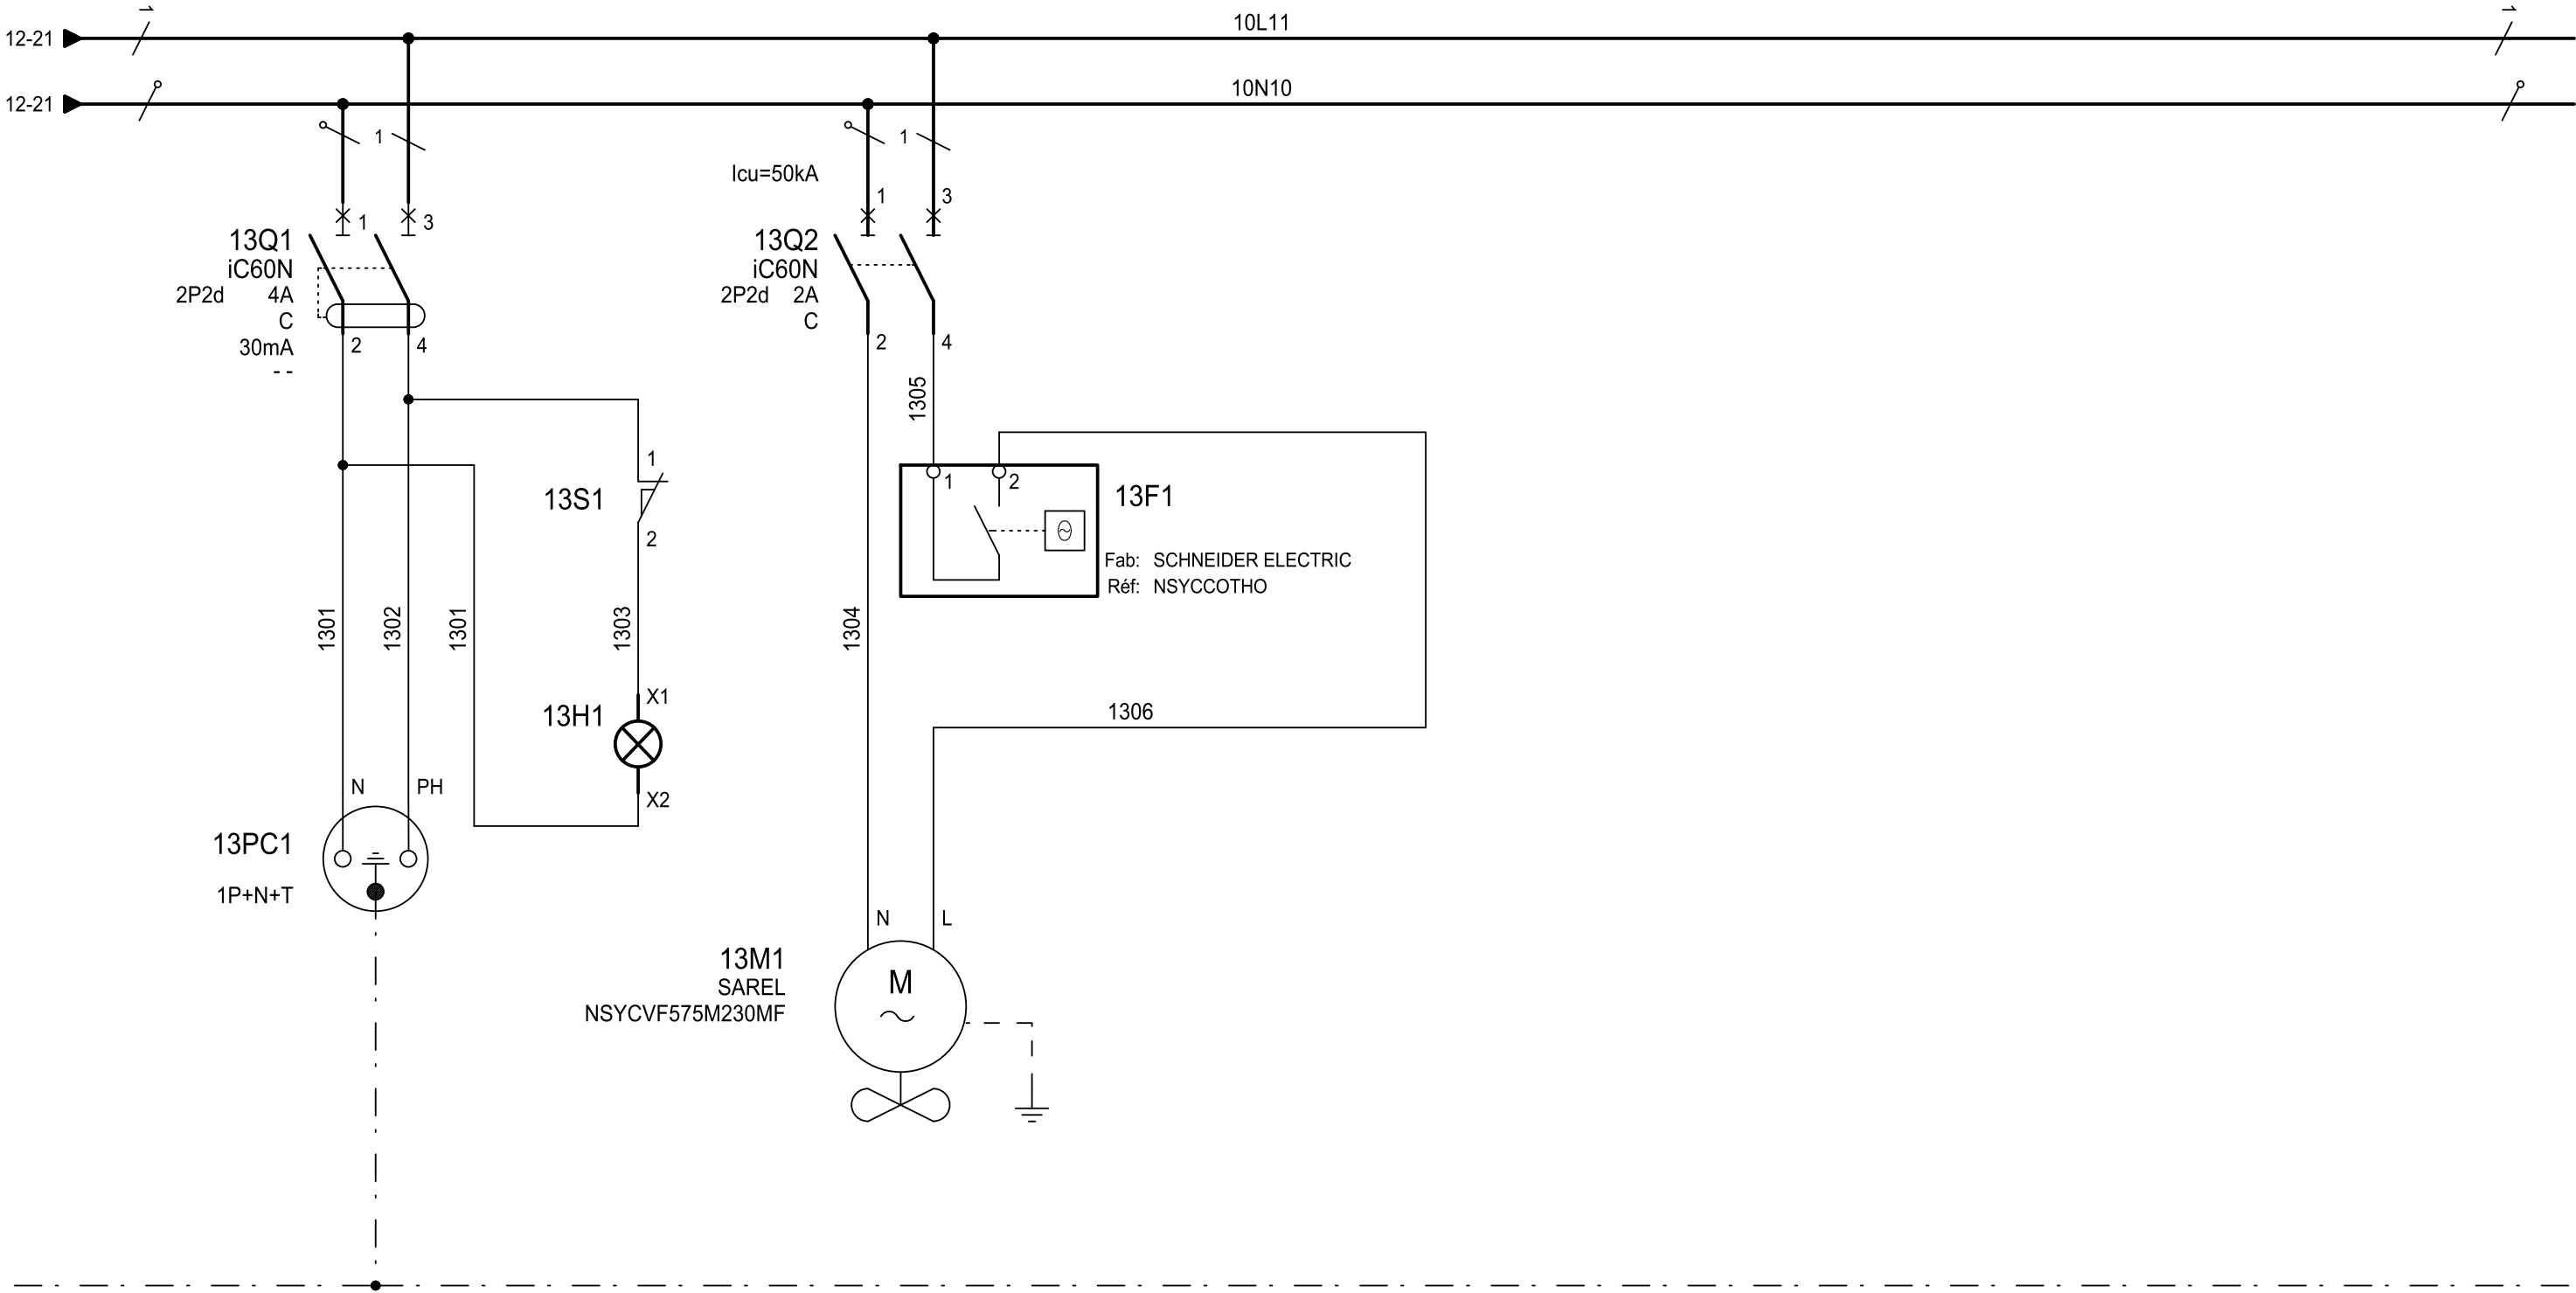 10L11
12-21
1
1
10N10
12-21
1
1
Icu=50kA
1
3
1
3
13Q1
iC60N
2P2d 4A
C
30mA
- -
2
4
13Q2
iC60N
2P2d 2A
C
2
4
1305
1
13S1
2
1
2
13F1
Fab: SCHNEIDER ELECTRIC
Réf: NSYCCOTHO
1301
1302
1301
1303
1304
X1
13H1
X2
1306
N
PH
13PC1
1P+N+T
N
L
13M1
SAREL
NSYCVF575M230MF
M